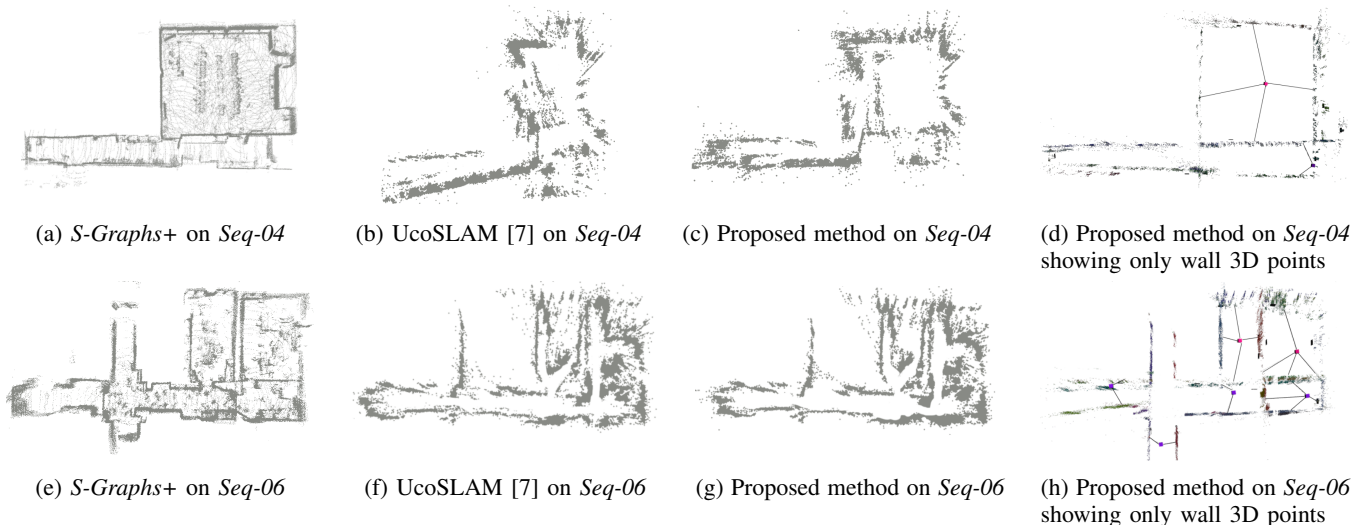 (a) S-Graphs+ on Seq-04
(b) UcoSLAM [7] on Seq-04
(c) Proposed method on Seq-04
(d) Proposed method on Seq-04
showing only wall 3D points
(e) S-Graphs+ on Seq-06
(f) UcoSLAM [7] on Seq-06
(g) Proposed method on Seq-06
(h) Proposed method on Seq-06
showing only wall 3D points